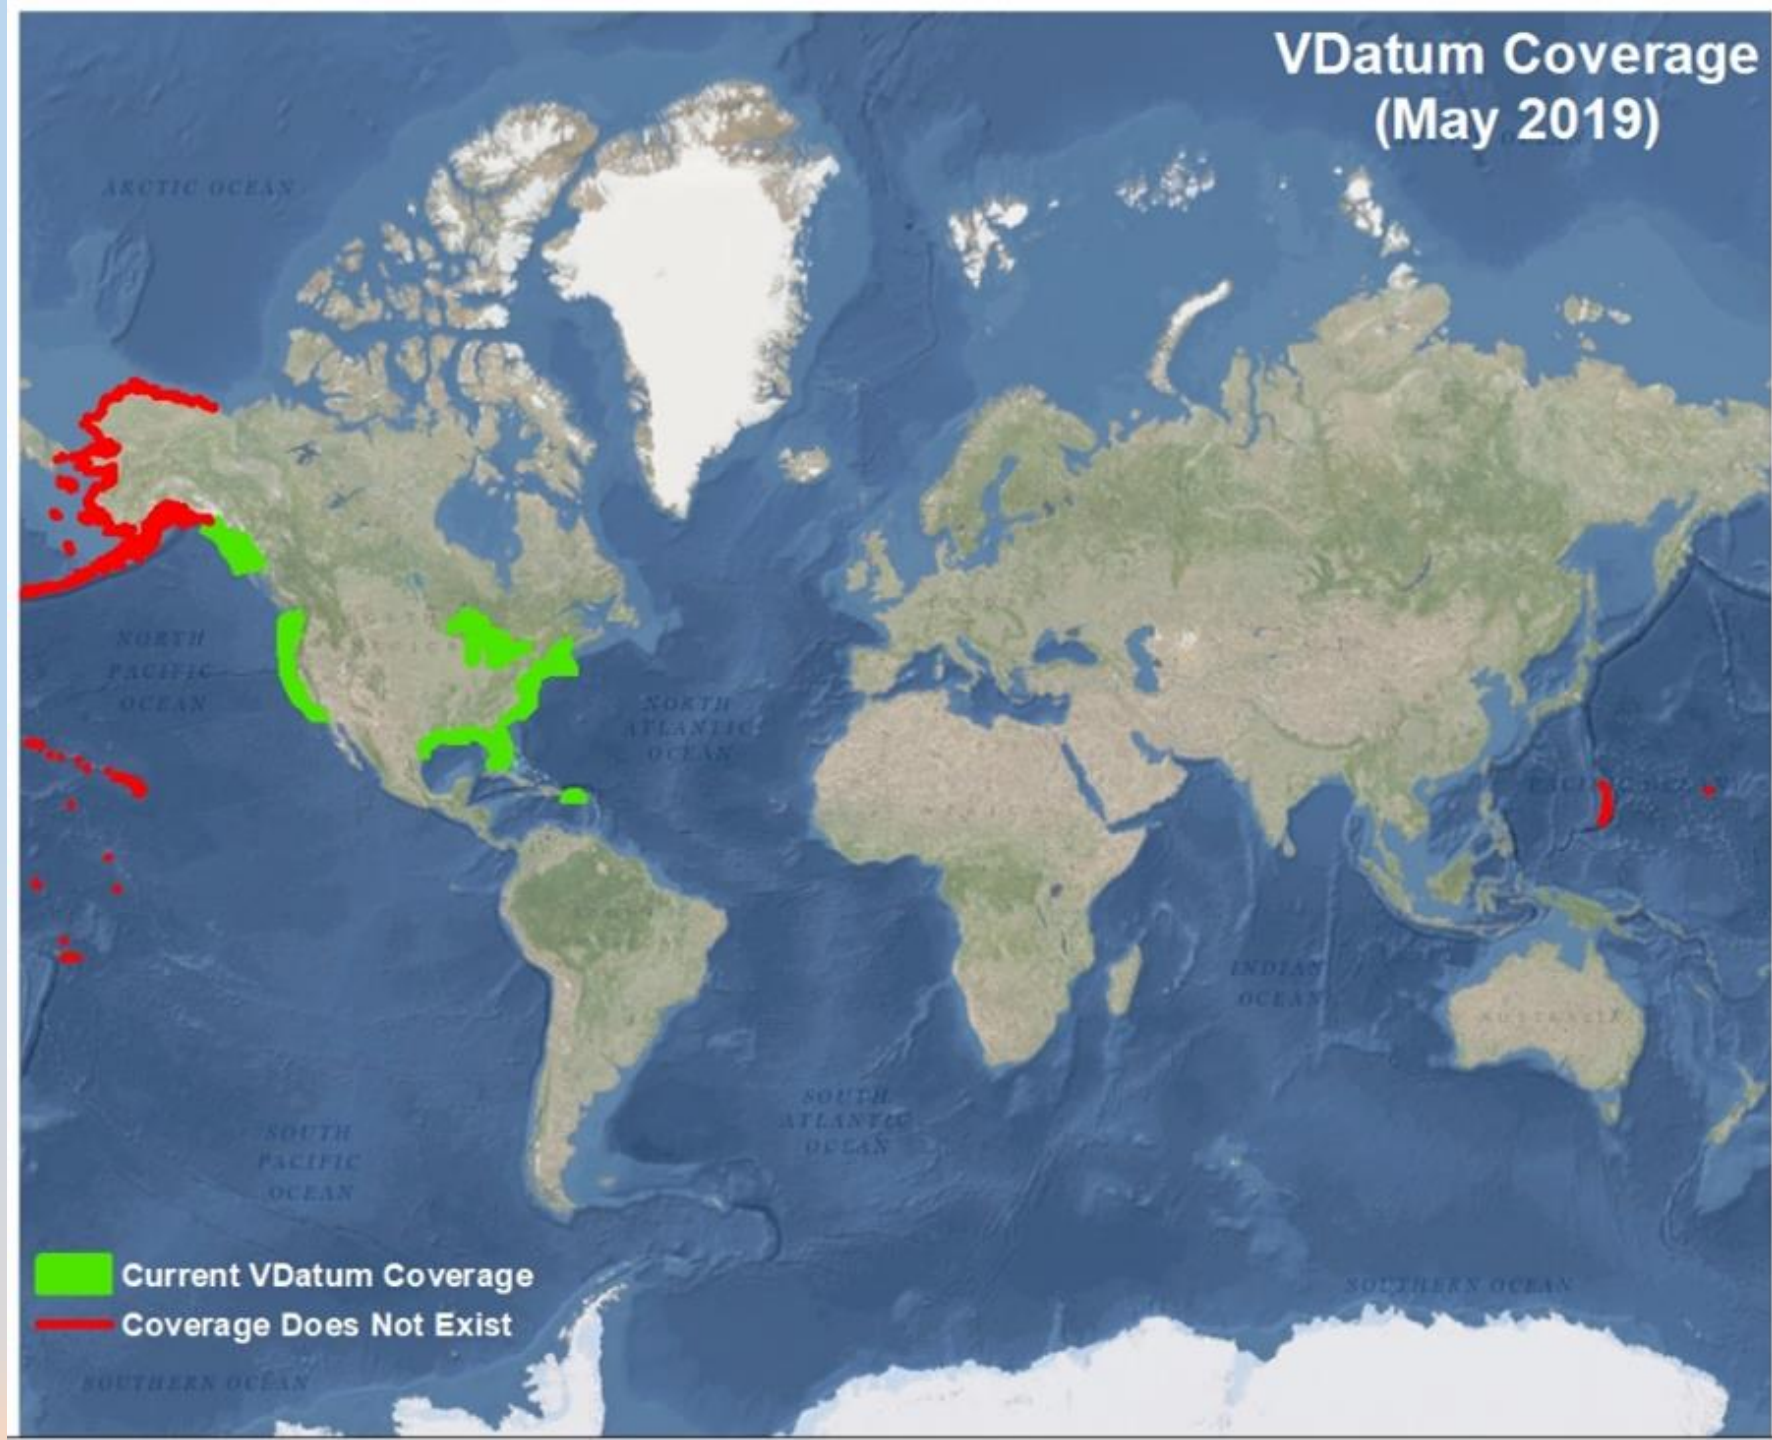 VDatum Coverage
(May 2019)
ARCTIC OCEAN
NORTH
PACIFIC
OCEAN
NORTH
ATLANTIC
OCEAN
INDIAN
OCEAN
AUSTRALIA
SOUTH
ATLANTIC
OCEAN
SOUTH
PACIFIC
OCEAN
Current VDatum Coverage
Coverage Does Not Exist
SOUTHERN OCEAN
SOUTHERN OCEAN